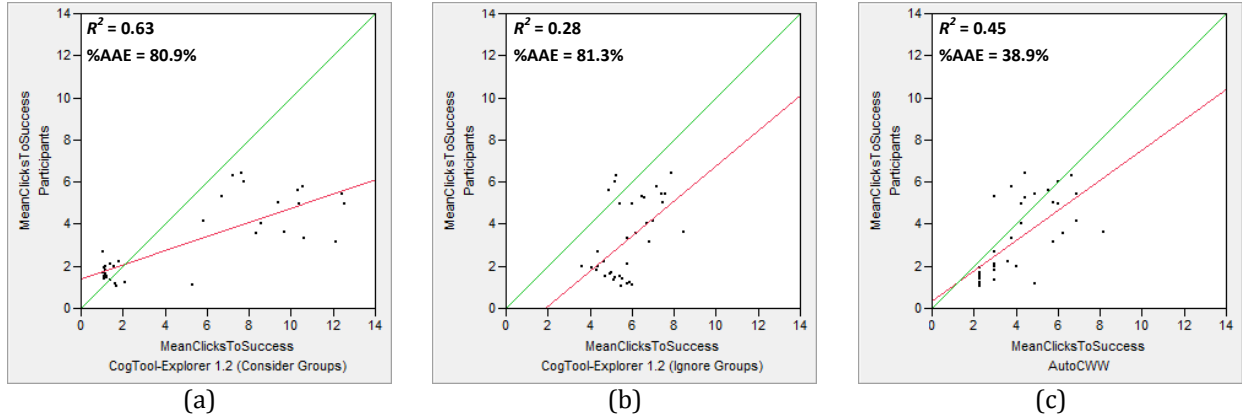 R² = 0.63
%AAE = 80.9%
14
12
10
8
6
4
2
0
MeanClicksToSuccess
Participants
0 2 4 6 8 10 12 14
MeanClicksToSuccess
CogTool-Explorer 1.2 (Consider Groups)
(a)
R² = 0.28
%AAE = 81.3%
14
12
10
8
6
4
2
0
MeanClicksToSuccess
Participants
0 2 4 6 8 10 12 14
MeanClicksToSuccess
CogTool-Explorer 1.2 (Ignore Groups)
(b)
R² = 0.45
%AAE = 38.9%
14
12
10
8
6
4
2
0
MeanClicksToSuccess
Participants
0 2 4 6 8 10 12 14
MeanClicksToSuccess
AutoCWW
(c)